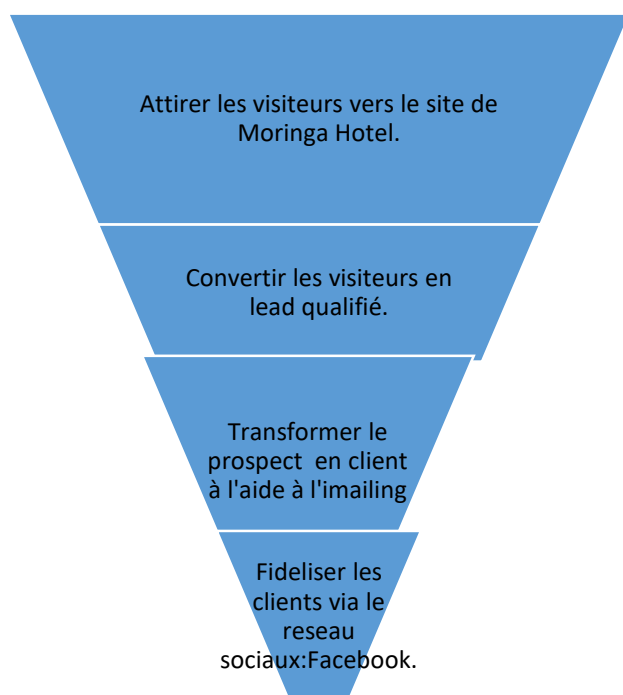 Attirer les visiteurs vers le site de
Moringa Hotel.
Convertir les visiteurs en
lead qualifié.
Transformer le
prospect en client
à l'aide à l'imailing
Fideliser les
clients via le
reseau
sociaux:Facebook.